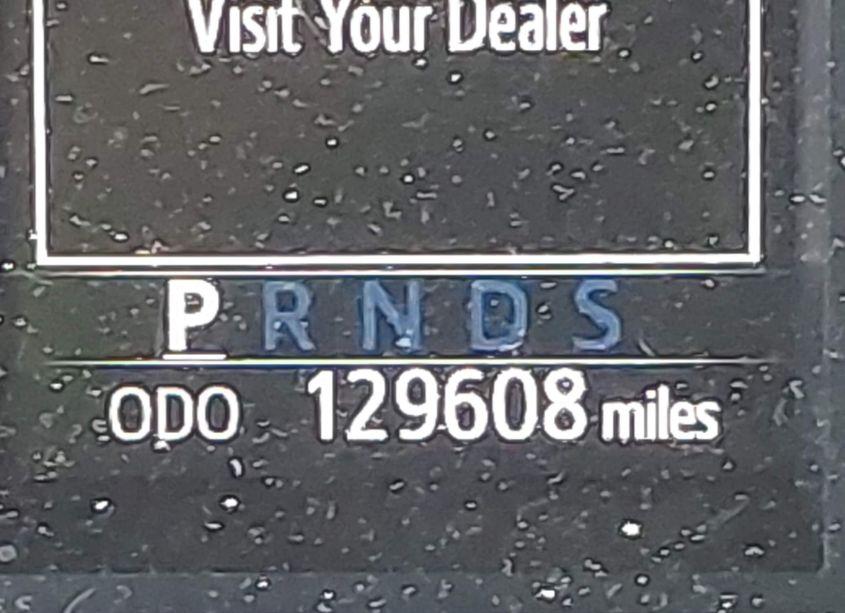 Visit Your Dealer
P R N D S
ODO 129608 miles